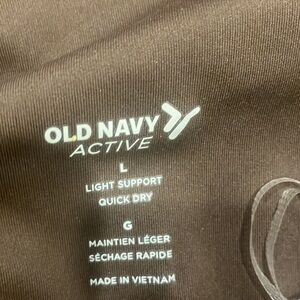 OLD NAVY
ACTIVE
L
LIGHT SUPPORT
QUICK DRY
G
MAINTIEN LÉGER
SÉCHAGE RAPIDE
MADE IN VIETNAM